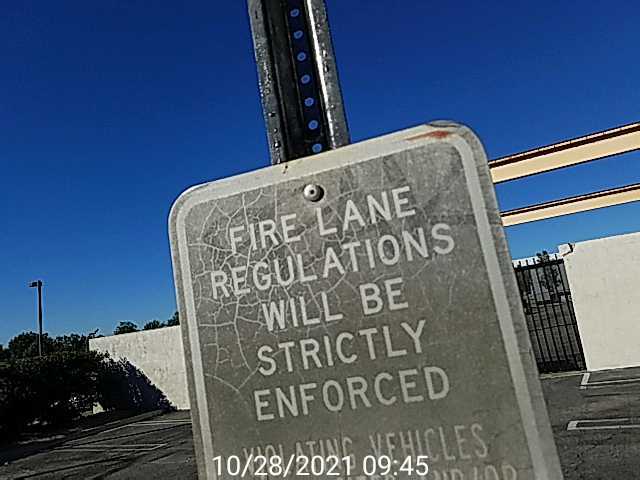 FIRE LANE
REGULATIONS
WILL BE
STRICTLY
ENFORCED
VIOLATING VEHICLES
10/28/2021 09:45